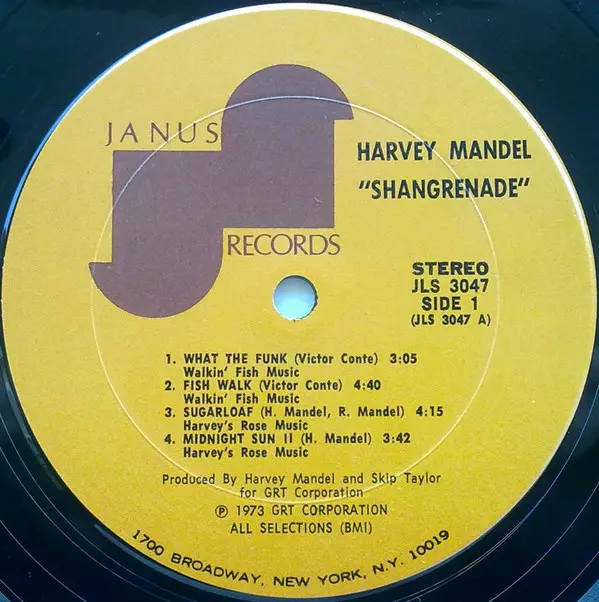 JANUS
RECORDS
HARVEY MANDEL
"SHANGRENADE"
STEREO
JLS 3047
SIDE 1
(JLS 3047 A)
1. WHAT THE FUNK (Victor Conte) 3:05
Walkin' Fish Music
2. FISH WALK (Victor Conte) 4:40
Walkin' Fish Music
3. SUGARLOAF (H. Mandel, R. Mandel) 4:15
Harvey's Rose Music
4. MIDNIGHT SUN II (H. Mandel) 3:42
Harvey's Rose Music
Produced By Harvey Mandel and Skip Taylor
for GRT Corporation
℗ 1973 GRT CORPORATION
ALL SELECTIONS (BMI)
1700 BROADWAY, NEW YORK, N.Y. 10019